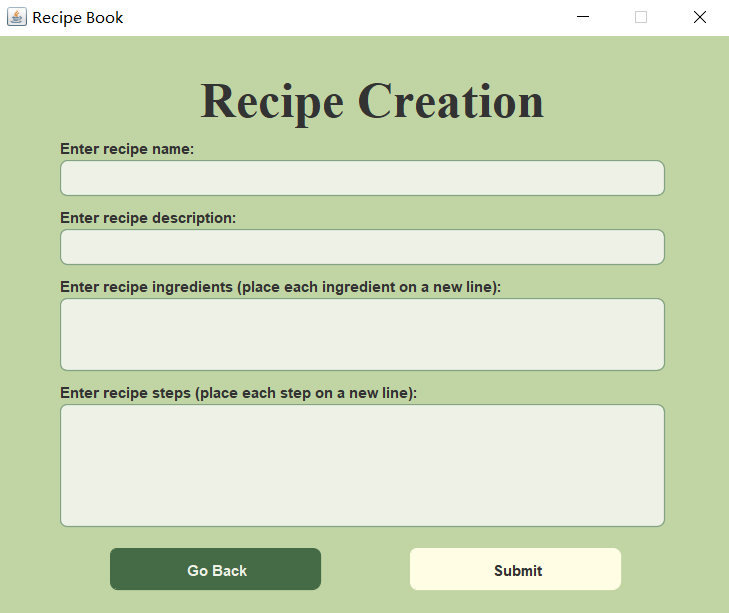 Recipe Book
Recipe Creation
Enter recipe name:
Enter recipe description:
Enter recipe ingredients (place each ingredient on a new line):
Enter recipe steps (place each step on a new line):
Go Back
Submit